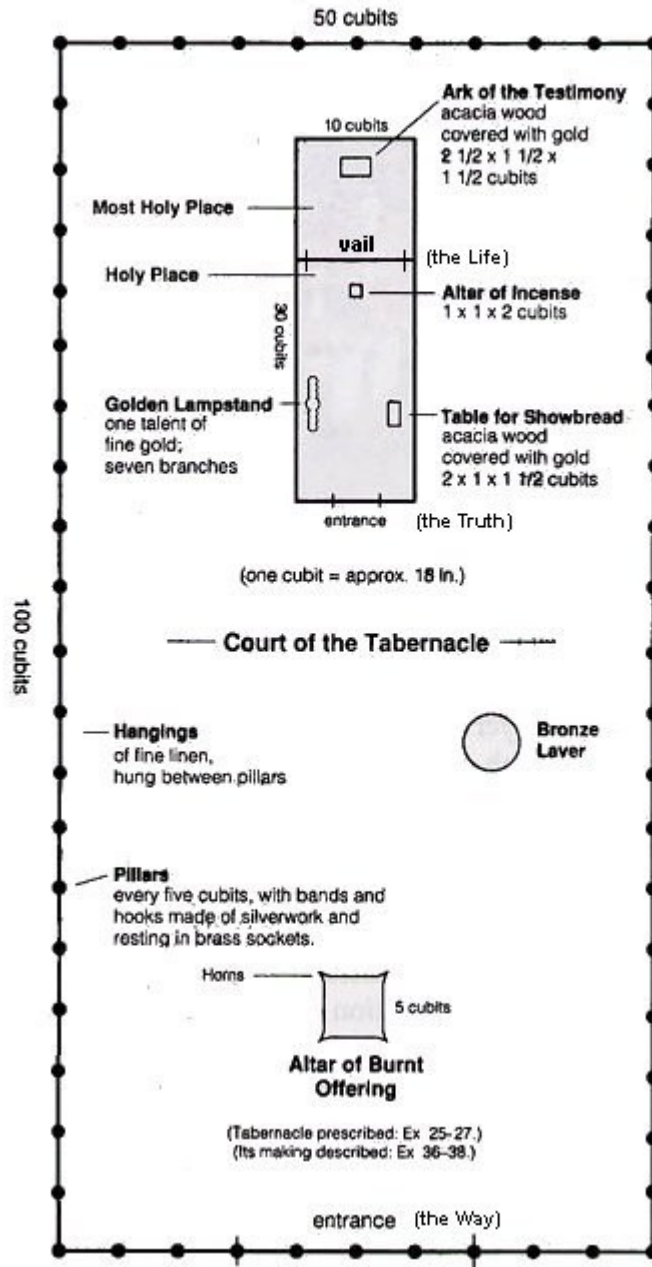 50 cubits
Ark of the Testimony
acacia wood
covered with gold
2 1/2 x 1 1/2 x
1 1/2 cubits
10 cubits
Most Holy Place
vail
(the Life)
Holy Place
Altar of Incense
1 x 1 x 2 cubits
30 cubits
Golden Lampstand
one talent of
fine gold;
seven branches
Table for Showbread
acacia wood
covered with gold
2 x 1 x 1 1/2 cubits
entrance (the Truth)
(one cubit = approx. 18 in.)
100 cubits
Court of the Tabernacle
Hangings
of fine linen,
hung between pillars
Bronze
Laver
Pillars
every five cubits, with bands and
hooks made of silverwork and
resting in brass sockets.
Horns
5 cubits
Altar of Burnt
Offering
(Tabernacle prescribed: Ex 25-27.)
(Its making described: Ex 36-38.)
entrance (the Way)